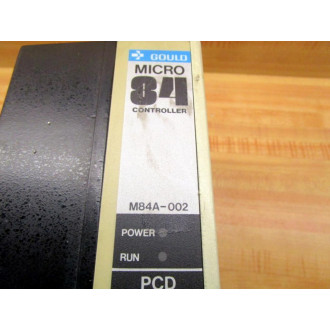 GOULD
MICRO
84
CONTROLLER
M84A-002
POWER
RUN
PCD